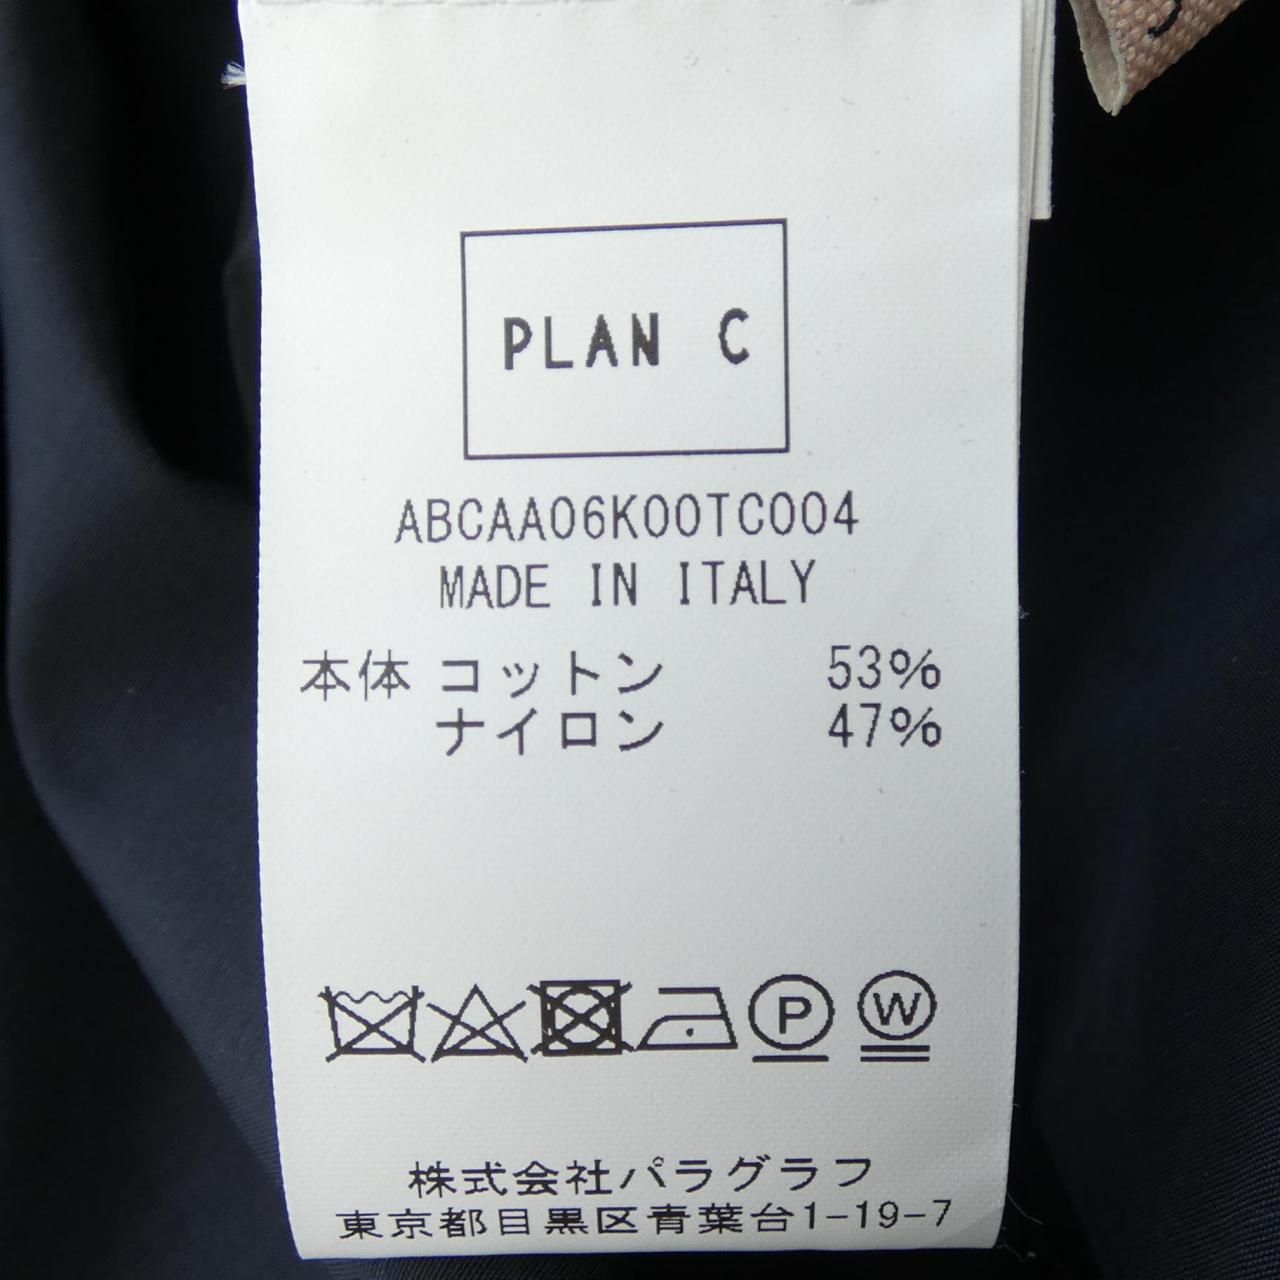 PLAN C
ABCAA06K00TC004
MADE IN ITALY
本体 コットン 53%
ナイロン 47%
P W
株式会社パラグラフ
東京都目黒区青葉台1-19-7